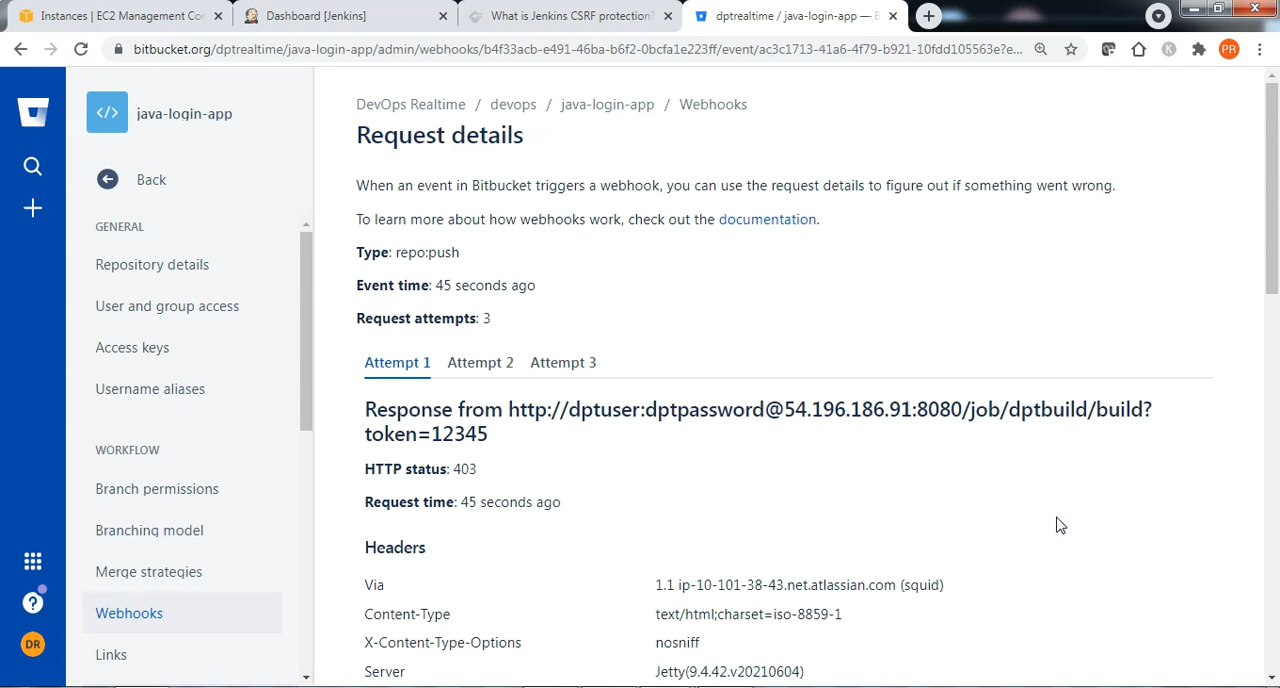 Instances | EC2 Management Con
Dashboard [Jenkins]
What is Jenkins CSRF protection?
dptrealtime / java-login-app — B
bitbucket.org/dptrealtime/java-login-app/admin/webhooks/b4f33acb-e491-46ba-b6f2-0bcfa1e223ff/event/ac3c1713-41a6-4f79-b921-10fdd105563e?e...
K
PR
</>
java-login-app
Back
GENERAL
Repository details
User and group access
Access keys
Username aliases
WORKFLOW
Branch permissions
Branching model
Merge strategies
Webhooks
Links
?
DR
DevOps Realtime / devops / java-login-app / Webhooks
Request details
When an event in Bitbucket triggers a webhook, you can use the request details to figure out if something went wrong.
To learn more about how webhooks work, check out the documentation.
Type: repo:push
Event time: 45 seconds ago
Request attempts: 3
Attempt 1 Attempt 2 Attempt 3
Response from http://dptuser:dptpassword@54.196.186.91:8080/job/dptbuild/build?
token=12345
HTTP status: 403
Request time: 45 seconds ago
Headers
Via 1.1 ip-10-101-38-43.net.atlassian.com (squid)
Content-Type text/html;charset=iso-8859-1
X-Content-Type-Options nosniff
Server Jetty(9.4.42.v20210604)